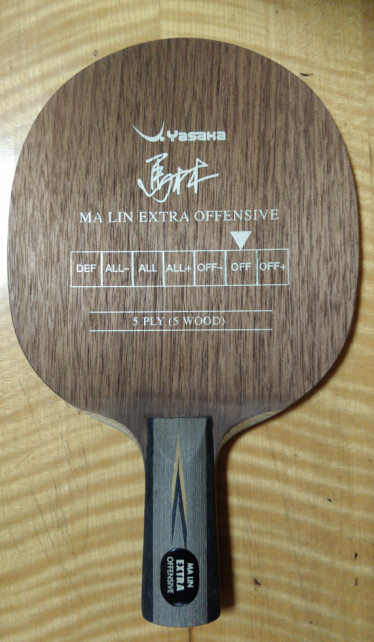 Yasaka
馬林
MA LIN EXTRA OFFENSIVE
DEF ALL- ALL ALL+ OFF- OFF OFF+
5 PLY (5 WOOD)
MA LIN
EXTRA
OFFENSIVE